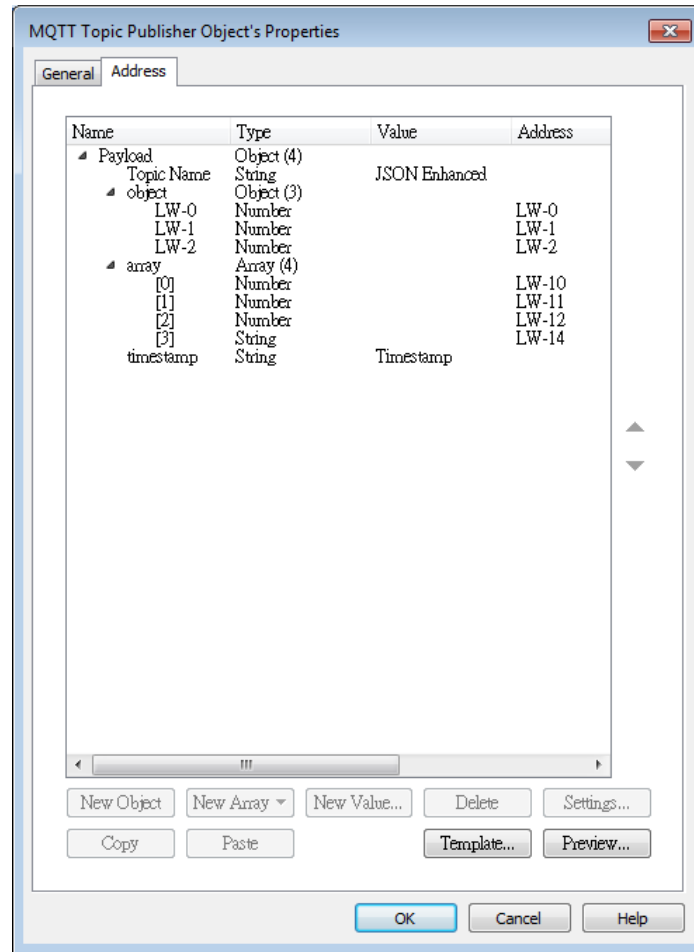 MQTT Topic Publisher Object's Properties
General Address
Name Type Value Address
Payload Object (4)
Topic Name String JSON Enhanced
object Object (3)
LW-0 Number LW-0
LW-1 Number LW-1
LW-2 Number LW-2
array Array (4)
[0] Number LW-10
[1] Number LW-11
[2] Number LW-12
[3] String LW-14
timestamp String Timestamp
New Object New Array New Value... Delete Settings...
Copy Paste Template... Preview...
OK Cancel Help